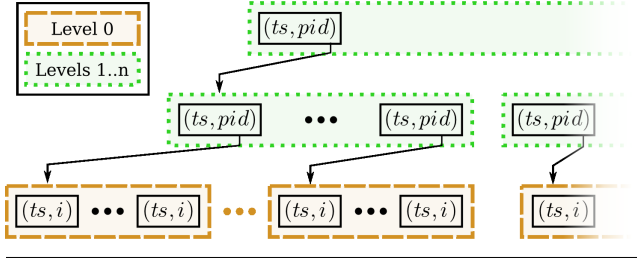 Level 0
Levels 1..n
(ts, pid)
(ts, pid) ••• (ts, pid) (ts, pid)
(ts, i) ••• (ts, i) ••• (ts, i) ••• (ts, i) (ts, i)